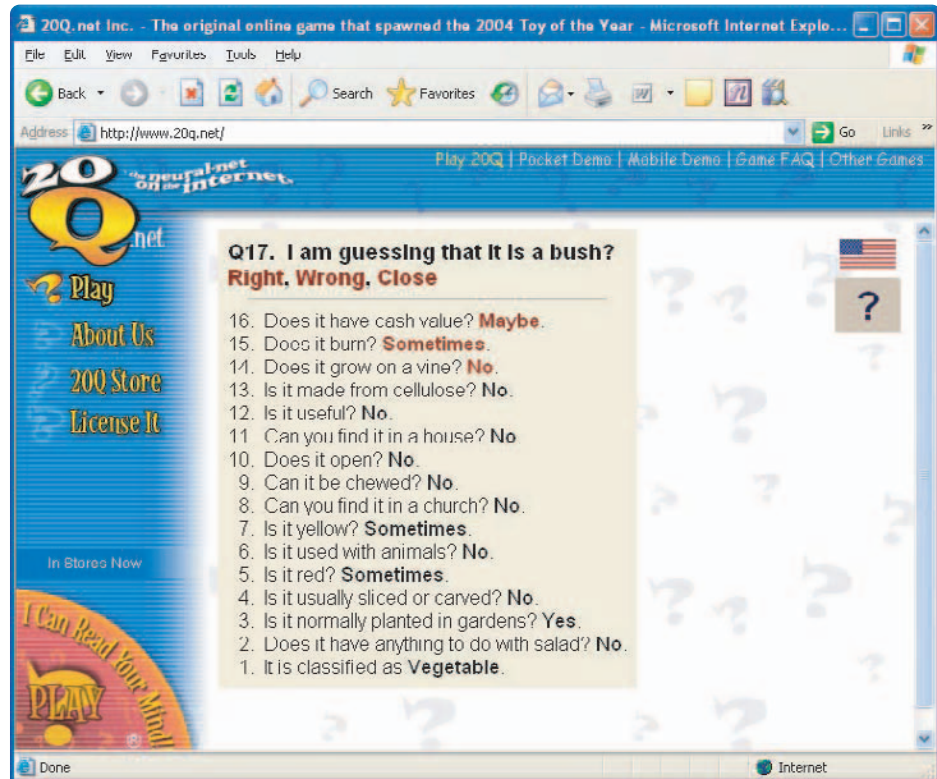 20Q.net Inc. - The original online game that spawned the 2004 Toy of the Year - Microsoft Internet Explo...
File Edit View Favorites Tools Help
Back Search Favorites
Address http://www.20q.net/ Go Links »
20Q.net the neural-net on the internet.
Play 20Q | Pocket Demo | Mobile Demo | Game FAQ | Other Games
Play
About Us
20Q Store
License It
In Stores Now
I Can Read Your Mind!
PLAY
®
Q17. I am guessing that it is a bush?
Right, Wrong, Close
16. Does it have cash value? Maybe.
15. Does it burn? Sometimes.
14. Does it grow on a vine? No.
13. Is it made from cellulose? No.
12. Is it useful? No.
11 Can you find it in a house? No
10. Does it open? No.
9. Can it be chewed? No.
8. Can you find it in a church? No.
7. Is it yellow? Sometimes.
6. Is it used with animals? No.
5. Is it red? Sometimes.
4. Is it usually sliced or carved? No.
3. Is it normally planted in gardens? Yes.
2. Does it have anything to do with salad? No.
1. It is classified as Vegetable.
?
Done Internet